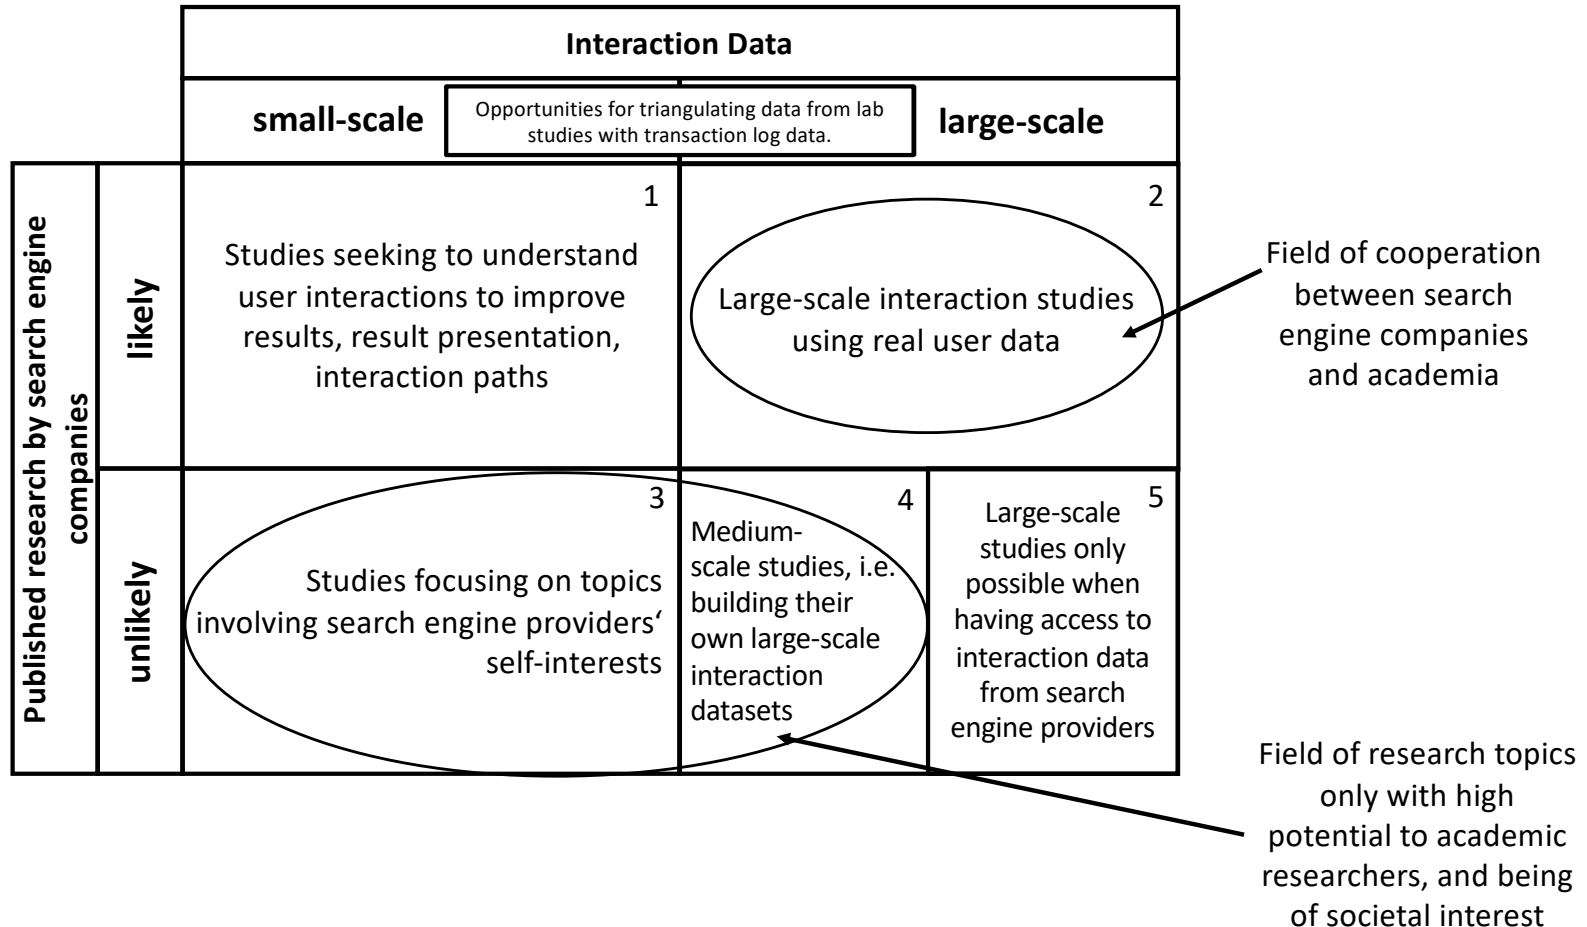 Interaction Data
small-scale
Opportunities for triangulating data from lab
studies with transaction log data.
large-scale
Published research by search engine
companies
likely
1
Studies seeking to understand
user interactions to improve
results, result presentation,
interaction paths
2
Large-scale interaction studies
using real user data
Field of cooperation
between search
engine companies
and academia
unlikely
3
Studies focusing on topics
involving search engine providers‘
self-interests
4
Medium-
scale studies, i.e.
building their
own large-scale
interaction
datasets
5
Large-scale
studies only
possible when
having access to
interaction data
from search
engine providers
Field of research topics
only with high
potential to academic
researchers, and being
of societal interest